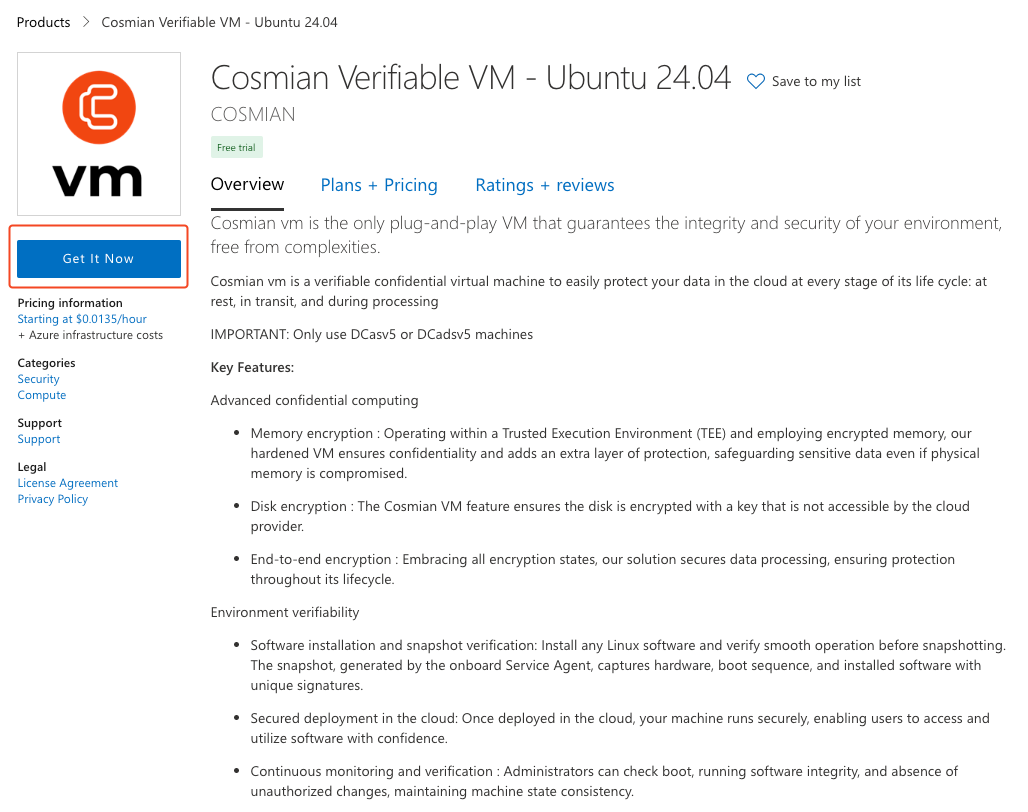 Products > Cosmian Verifiable VM - Ubuntu 24.04
vm
Cosmian Verifiable VM - Ubuntu 24.04
Save to my list
COSMIAN
Free trial
Overview
Plans + Pricing
Ratings + reviews
Get It Now
Pricing information
Starting at $0.0135/hour
+ Azure infrastructure costs
Categories
Security
Compute
Support
Support
Legal
License Agreement
Privacy Policy
Cosmian vm is the only plug-and-play VM that guarantees the integrity and security of your environment,
free from complexities.
Cosmian vm is a verifiable confidential virtual machine to easily protect your data in the cloud at every stage of its life cycle: at
rest, in transit, and during processing
IMPORTANT: Only use DCasv5 or DCadsv5 machines
Key Features:
Advanced confidential computing
• Memory encryption : Operating within a Trusted Execution Environment (TEE) and employing encrypted memory, our
hardened VM ensures confidentiality and adds an extra layer of protection, safeguarding sensitive data even if physical
memory is compromised.
• Disk encryption : The Cosmian VM feature ensures the disk is encrypted with a key that is not accessible by the cloud
provider.
• End-to-end encryption : Embracing all encryption states, our solution secures data processing, ensuring protection
throughout its lifecycle.
Environment verifiability
• Software installation and snapshot verification: Install any Linux software and verify smooth operation before snapshotting.
The snapshot, generated by the onboard Service Agent, captures hardware, boot sequence, and installed software with
unique signatures.
• Secured deployment in the cloud: Once deployed in the cloud, your machine runs securely, enabling users to access and
utilize software with confidence.
• Continuous monitoring and verification : Administrators can check boot, running software integrity, and absence of
unauthorized changes, maintaining machine state consistency.